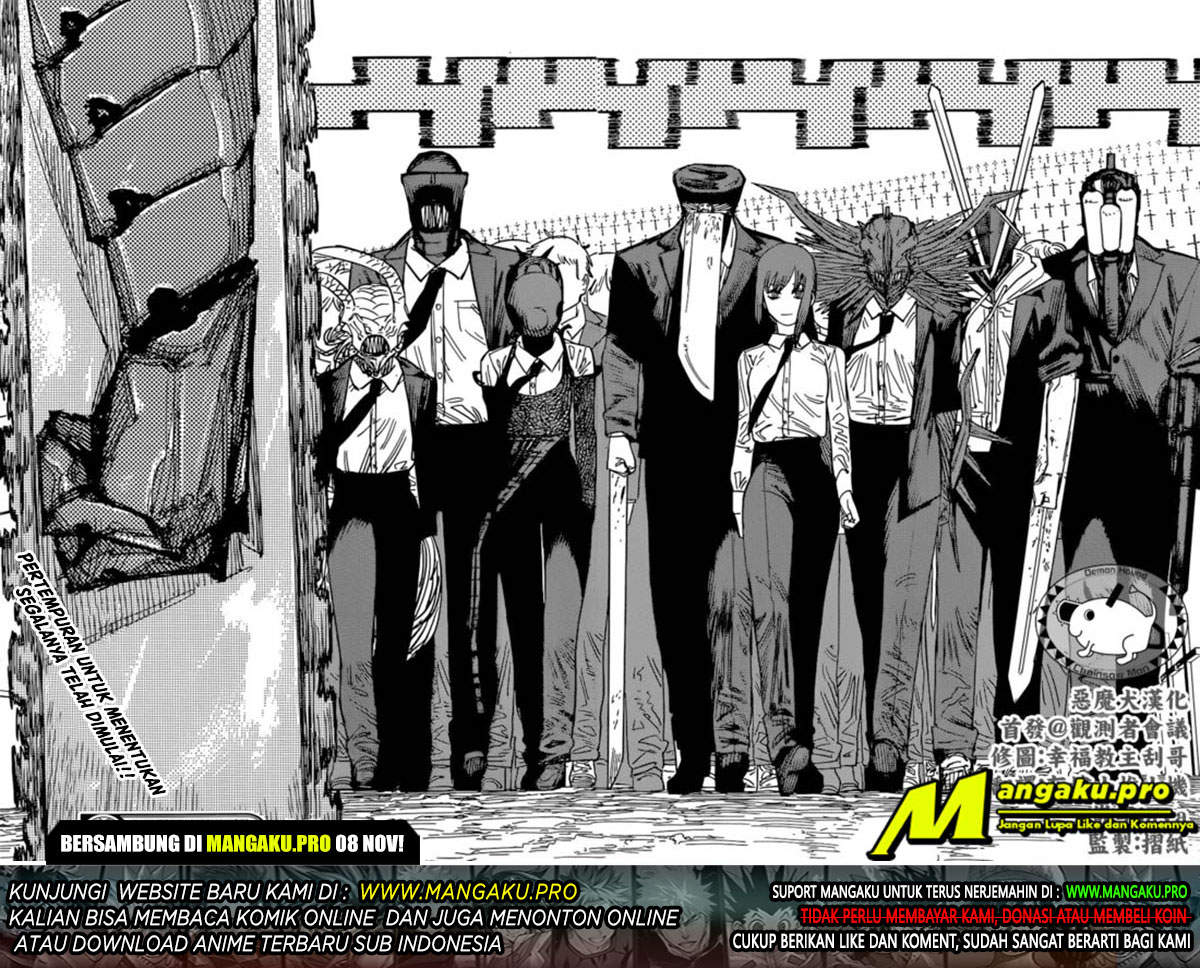 PERTEMPURAN UNTUK MENENTUKAN
SEGALANYA TELAH DIMULAI!!
Demon Hound
Chainsaw Man
惡魔犬漢化
首發@觀測者會議
修圖:幸福教主刮哥
Mangaku.pro
Jangan Lupa Like dan Komennya
監製:摺紙
BERSAMBUNG DI MANGAKU.PRO 08 NOV!
KUNJUNGI WEBSITE BARU KAMI DI : WWW.MANGAKU.PRO
KALIAN BISA MEMBACA KOMIK ONLINE DAN JUGA MENONTON ONLINE
ATAU DOWNLOAD ANIME TERBARU SUB INDONESIA
SUPORT MANGAKU UNTUK TERUS NERJEMAHIN DI : WWW.MANGAKU.PRO
TIDAK PERLU MEMBAYAR KAMI, DONASI ATAU MEMBELI KOIN
CUKUP BERIKAN LIKE DAN KOMENT, SUDAH SANGAT BERARTI BAGI KAMI